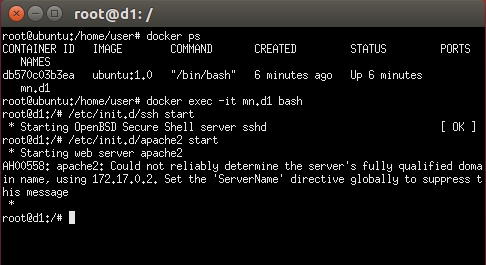 root@d1: /
root@ubuntu:/home/user# docker ps
CONTAINER ID   IMAGE          COMMAND       CREATED         STATUS         PORTS
   NAMES
db570c03b3ea   ubuntu:1.0   "/bin/bash"   6 minutes ago   Up 6 minutes
   mn.d1
root@ubuntu:/home/user# docker exec -it mn.d1 bash
root@d1:/# /etc/init.d/ssh start
 * Starting OpenBSD Secure Shell server sshd                    [ OK ]
root@d1:/# /etc/init.d/apache2 start
 * Starting web server apache2
AH00558: apache2: Could not reliably determine the server's fully qualified doma
in name, using 172.17.0.2. Set the 'ServerName' directive globally to suppress t
his message
 *
root@d1:/#